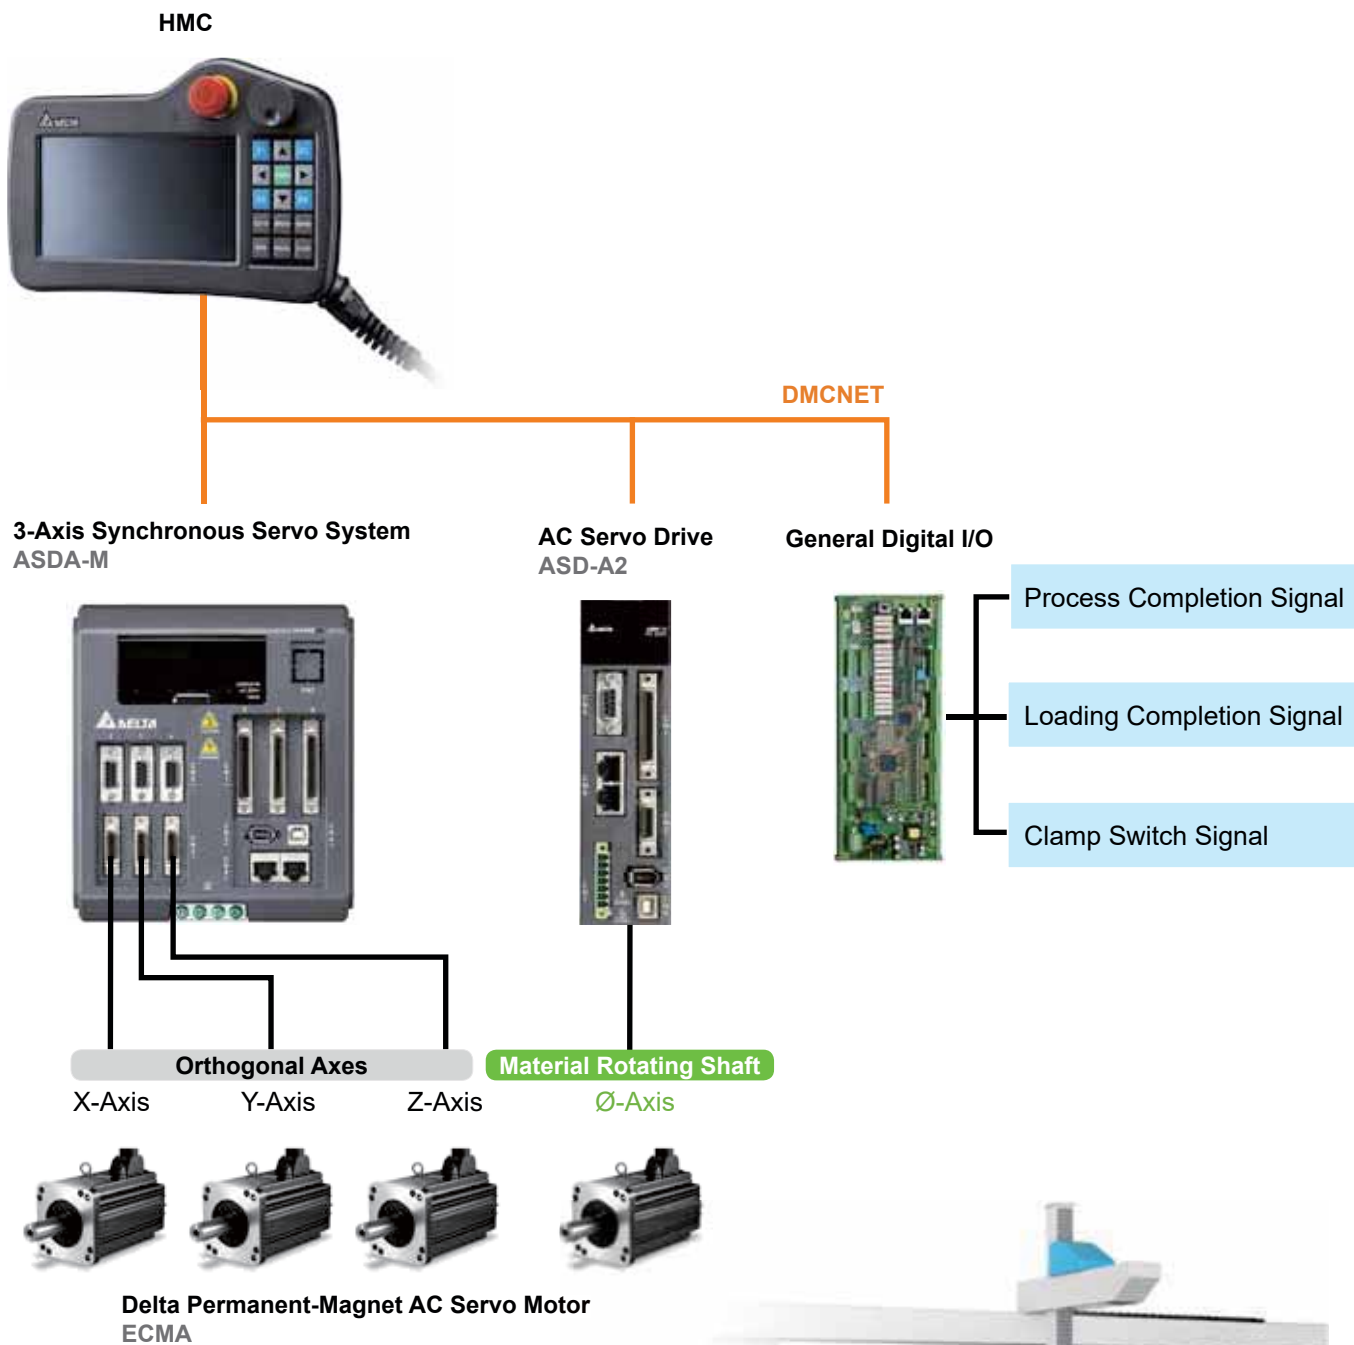 HMC
DELTA
DMCNET
3-Axis Synchronous Servo System
ASDA-M
AC Servo Drive
ASD-A2
General Digital I/O
Process Completion Signal
DELTA
Loading Completion Signal
Clamp Switch Signal
Orthogonal Axes
Material Rotating Shaft
X-Axis
Y-Axis
Z-Axis
Ø-Axis
Delta Permanent-Magnet AC Servo Motor
ECMA